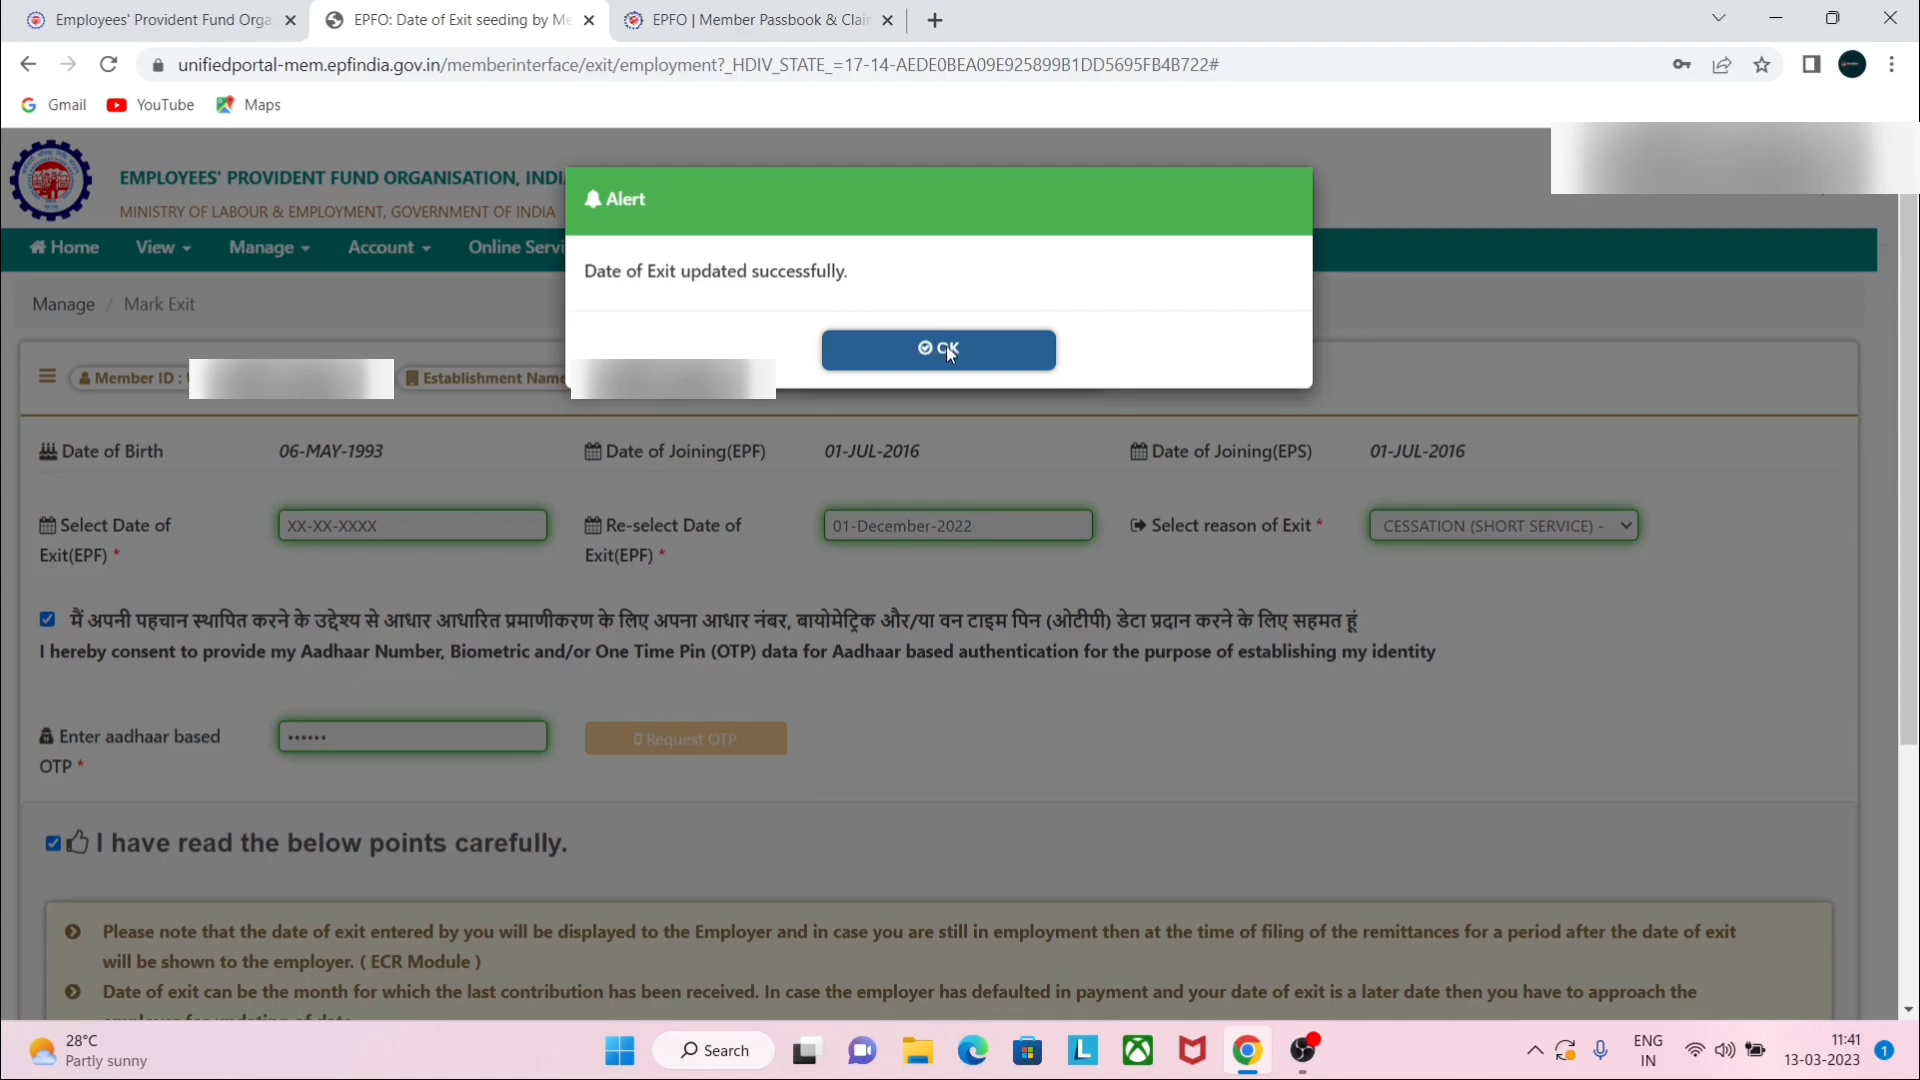 Employees' Provident Fund Orga
EPFO: Date of Exit seeding by Me
EPFO | Member Passbook & Clai
unifiedportal-mem.epfindia.gov.in/memberinterface/exit/employment?_HDIV_STATE_=17-14-AEDE0BEA09E925899B1DD5695FB4B722#
Gmail YouTube Maps
EMPLOYEES' PROVIDENT FUND ORGANISATION, INDI
MINISTRY OF LABOUR & EMPLOYMENT, GOVERNMENT OF INDIA
Home View Manage Account Online Servi
Alert
Date of Exit updated successfully.
OK
Manage / Mark Exit
Member ID : Establishment Name
Date of Birth 06-MAY-1993 Date of Joining(EPF) 01-JUL-2016 Date of Joining(EPS) 01-JUL-2016
Select Date of Exit(EPF) * XX-XX-XXXX Re-select Date of Exit(EPF) * 01-December-2022 Select reason of Exit * CESSATION (SHORT SERVICE) -
मैं अपनी पहचान स्थापित करने के उद्देश्य से आधार आधारित प्रमाणीकरण के लिए अपना आधार नंबर, बायोमेट्रिक और/या वन टाइम पिन (ओटीपी) डेटा प्रदान करने के लिए सहमत हूं
I hereby consent to provide my Aadhaar Number, Biometric and/or One Time Pin (OTP) data for Aadhaar based authentication for the purpose of establishing my identity
Enter aadhaar based OTP * •••••• Request OTP
I have read the below points carefully.
Please note that the date of exit entered by you will be displayed to the Employer and in case you are still in employment then at the time of filing of the remittances for a period after the date of exit
will be shown to the employer. ( ECR Module )
Date of exit can be the month for which the last contribution has been received. In case the employer has defaulted in payment and your date of exit is a later date then you have to approach the
28°C
Partly sunny
Search
ENG
IN
11:41
13-03-2023
1